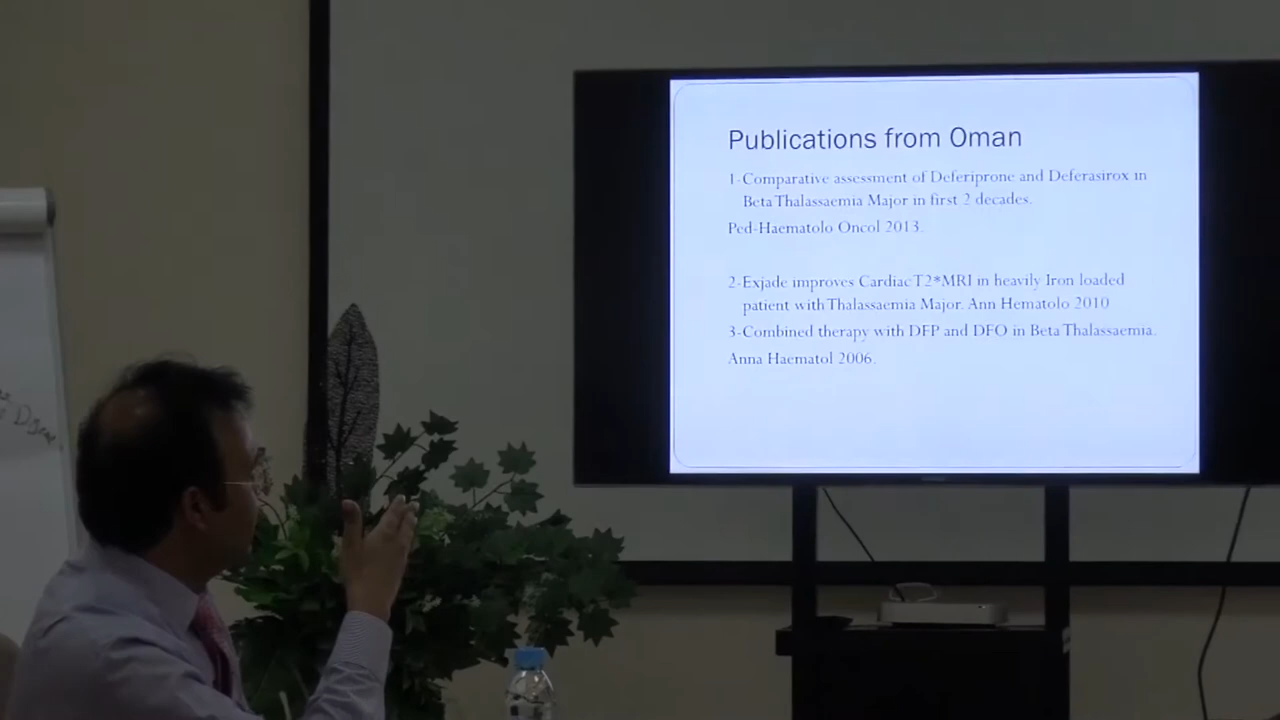 Publications from Oman
1-Comparative assessment of Deferiprone and Deferasirox in
Beta Thalassaemia Major in first 2 decades.
Ped-Haematolo Oncol 2013.
2-Exjade improves Cardiac T2*MRI in heavily Iron loaded
patient with Thalassaemia Major. Ann Hematolo 2010
3-Combined therapy with DFP and DFO in Beta Thalassaemia.
Anna Haematol 2006.